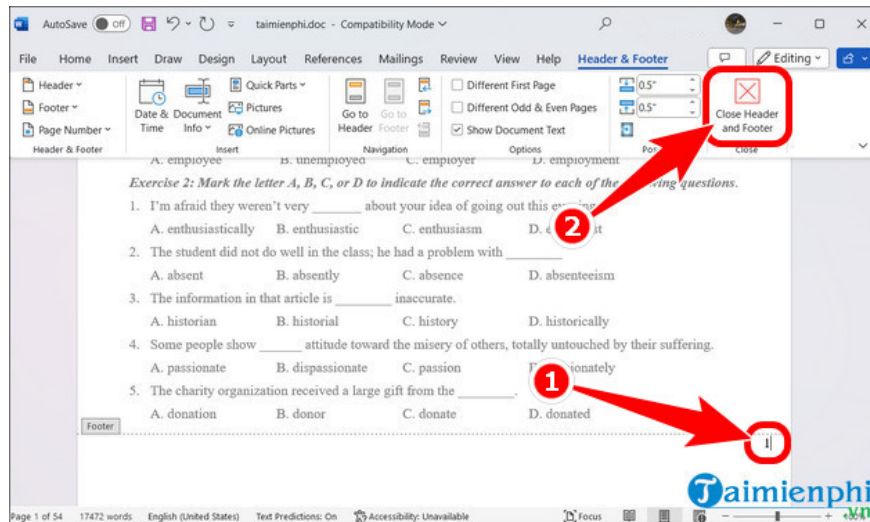 AutoSave Off taimienphi.doc - Compatibility Mode
File Home Insert Draw Design Layout References Mailings Review View Help Header & Footer Editing
Header Quick Parts Different First Page 0.5"
Footer Date & Time Document Info Pictures Go to Header Go to Footer Different Odd & Even Pages 0.5" Close Header and Footer
Page Number Online Pictures Show Document Text
Header & Footer Insert Navigation Options Close
A. employee B. unemployed C. employer D. employment
Exercise 2: Mark the letter A, B, C, or D to indicate the correct answer to each of the questions.
1. I'm afraid they weren't very _______ about your idea of going out this
A. enthusiastically B. enthusiastic C. enthusiasm D.
2. The student did not do well in the class; he had a problem with ________
A. absent B. absently C. absence D. absenteeism
3. The information in that article is ________ inaccurate.
A. historian B. historial C. history D. historically
4. Some people show ______ attitude toward the misery of others, totally untouched by their suffering.
A. passionate B. dispassionate C. passion
5. The charity organization received a large gift from the ________.
A. donation B. donor C. donate D. donated
Footer
1
2
1
Taimienphi
.vn
Page 1 of 54 17472 words English (United States) Text Predictions: On Accessibility: Unavailable Focus